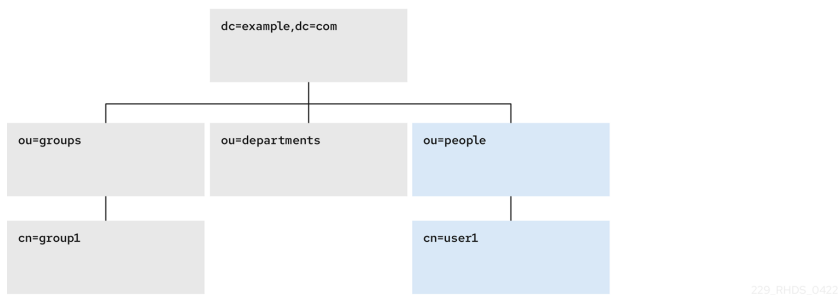 dc=example,dc=com
ou=groups
ou=departments
ou=people
cn=group1
cn=user1
229_RHDS_0422